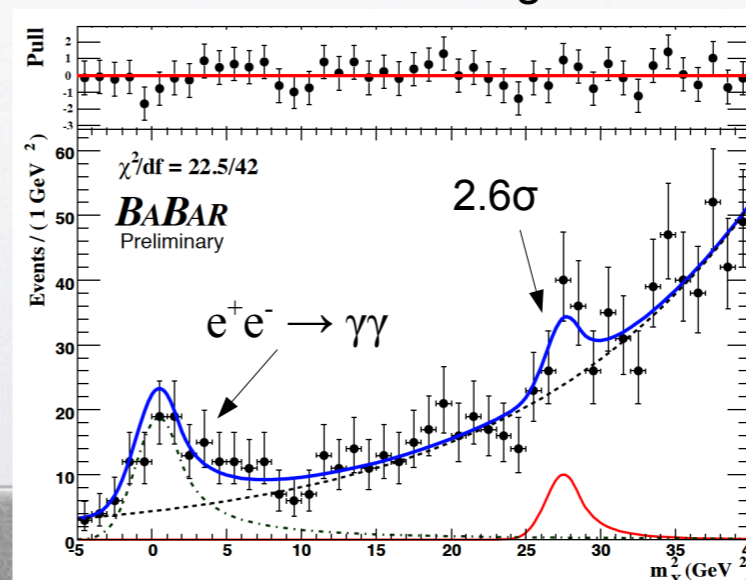 Pull
2
1
0
-1
-2
-3
Events / ( 1 GeV ² )
60
50
40
30
20
10
0
χ²/df = 22.5/42
BABAR
Preliminary
2.6σ
e⁺e⁻ → γγ
-5 0 5 10 15 20 25 30 35
(GeV ²